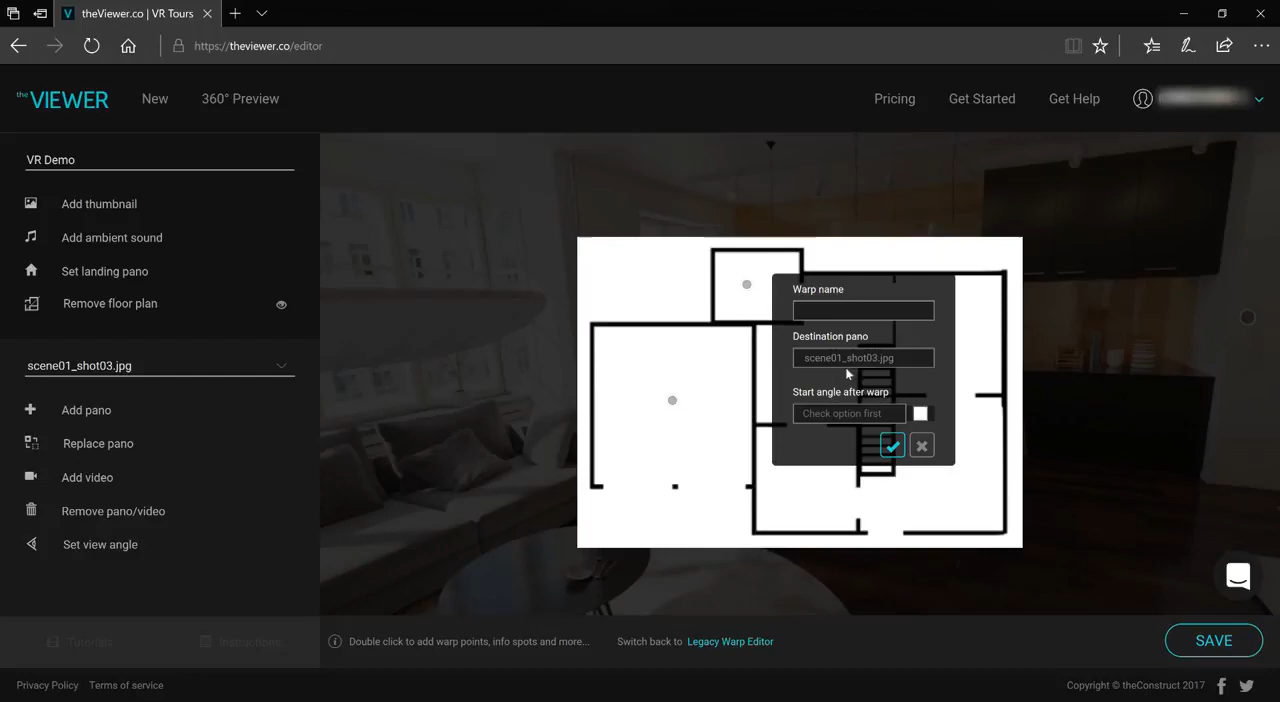 theViewer.co | VR Tours
https://theviewer.co/editor
the VIEWER
New
360° Preview
Pricing
Get Started
Get Help
VR Demo
Add thumbnail
Add ambient sound
Set landing pano
Remove floor plan
scene01_shot03.jpg
Add pano
Replace pano
Add video
Remove pano/video
Set view angle
Tutorials
Instructions
Warp name
Destination pano
scene01_shot03.jpg
Start angle after warp
Check option first
Double click to add warp points, info spots and more...
Switch back to Legacy Warp Editor
SAVE
Privacy Policy
Terms of service
Copyright © theConstruct 2017